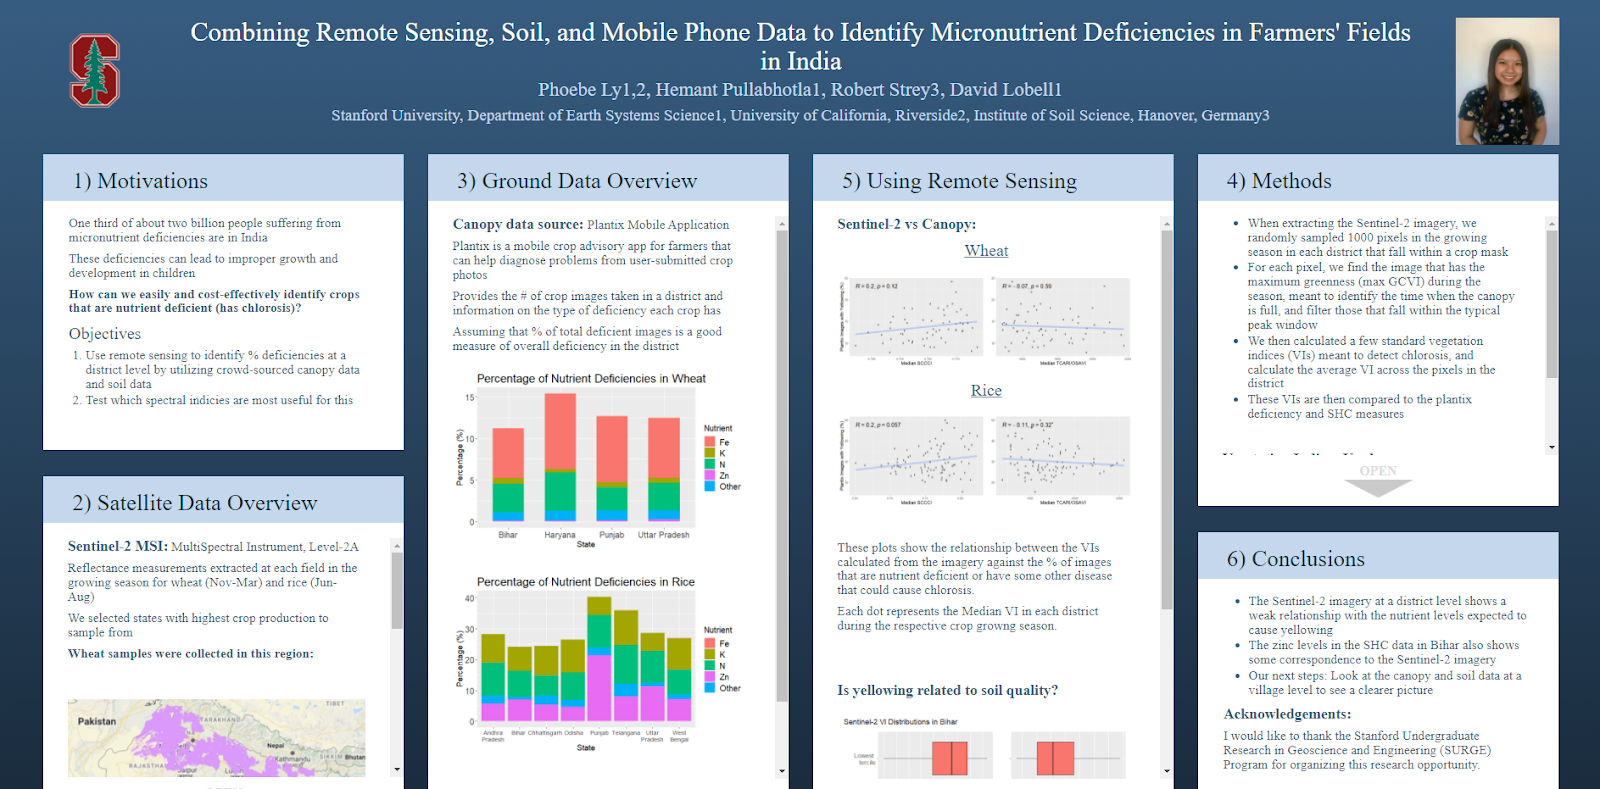 Combining Remote Sensing, Soil, and Mobile Phone Data to Identify Micronutrient Deficiencies in Farmers' Fields
in India
Phoebe Ly1,2, Hemant Pullabhotla1, Robert Strey3, David Lobell1
Stanford University, Department of Earth Systems Science1, University of California, Riverside2, Institute of Soil Science, Hanover, Germany3
1) Motivations
One third of about two billion people suffering from
micronutrient deficiencies are in India
These deficiencies can lead to improper growth and
development in children
How can we easily and cost-effectively identify crops
that are nutrient deficient (has chlorosis)?
Objectives
1. Use remote sensing to identify % deficiencies at a
district level by utilizing crowd-sourced canopy data
and soil data
2. Test which spectral indicies are most useful for this
2) Satellite Data Overview
Sentinel-2 MSI: MultiSpectral Instrument, Level-2A
Reflectance measurements extracted at each field in the
growing season for wheat (Nov-Mar) and rice (Jun-
Aug)
We selected states with highest crop production to
sample from
Wheat samples were collected in this region:
TIBET
Pakistan
Nepal
Kathmandu
SIKKIM Bhutan
3) Ground Data Overview
Canopy data source: Plantix Mobile Application
Plantix is a mobile crop advisory app for farmers that
can help diagnose problems from user-submitted crop
photos
Provides the # of crop images taken in a district and
information on the type of deficiency each crop has
Assuming that % of total deficient images is a good
measure of overall deficiency in the district
Percentage of Nutrient Deficiencies in Wheat
Percentage (%)
15
10
5
0
Bihar Haryana Punjab Uttar Pradesh
State
Nutrient
Fe
K
N
Zn
Other
Percentage of Nutrient Deficiencies in Rice
Percentage (%)
40
30
20
10
0
Andhra Pradesh Bihar Chhattisgarh Odisha Punjab Telangana Uttar Pradesh West Bengal
State
Nutrient
Fe
K
N
Zn
Other
5) Using Remote Sensing
Sentinel-2 vs Canopy:
Wheat
R = 0.2, p = 0.12
R = -0.07, p = 0.59
Plantix Images with Yellowing (%)
Median SCCCI
Median TCARI/OSAVI
Rice
R = 0.2, p = 0.057
R = -0.11, p = 0.32
Plantix Images with Yellowing (%)
Median SCCCI
Median TCARI/OSAVI
These plots show the relationship between the VIs
calculated from the imagery against the % of images
that are nutrient deficient or have some other disease
that could cause chlorosis.
Each dot represents the Median VI in each district
during the respective crop growng season.
Is yellowing related to soil quality?
Sentinel-2 VI Distributions in Bihar
Lowest
tercile
4) Methods
• When extracting the Sentinel-2 imagery, we
randomly sampled 1000 pixels in the growing
season in each district that fall within a crop mask
• For each pixel, we find the image that has the
maximum greenness (max GCVI) during the
season, meant to identify the time when the canopy
is full, and filter those that fall within the typical
peak window
• We then calculated a few standard vegetation
indices (VIs) meant to detect chlorosis, and
calculate the average VI across the pixels in the
district
• These VIs are then compared to the plantix
deficiency and SHC measures
OPEN
6) Conclusions
• The Sentinel-2 imagery at a district level shows a
weak relationship with the nutrient levels expected to
cause yellowing
• The zinc levels in the SHC data in Bihar also shows
some correspondence to the Sentinel-2 imagery
• Our next steps: Look at the canopy and soil data at a
village level to see a clearer picture
Acknowledgements:
I would like to thank the Stanford Undergraduate
Research in Geoscience and Engineering (SURGE)
Program for organizing this research opportunity.